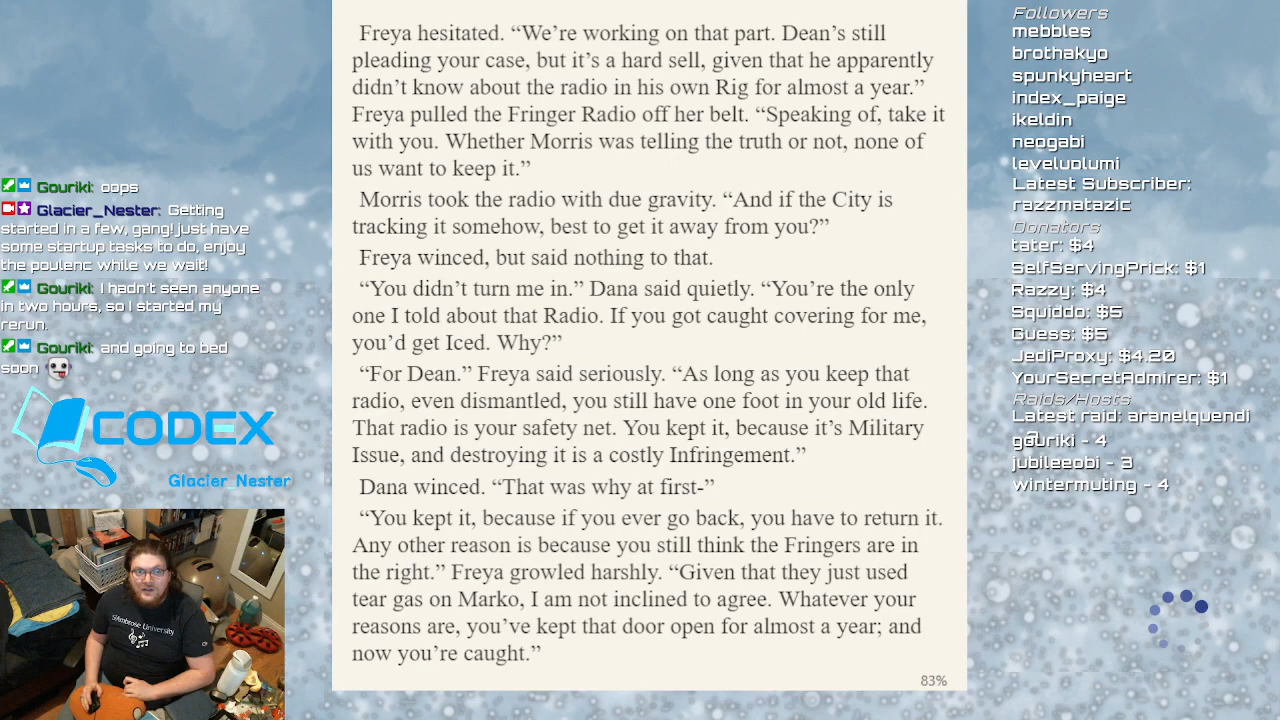 Gouriki: oops
Glacier_Nester: Getting
started in a few, gang! just have
some startup tasks to do, enjoy
the poulenc while we wait!
Gouriki: I hadn't seen anyone
in two hours, so I started my
rerun.
Gouriki: and going to bed
soon
CODEX
Glacier_Nester
St Ambrose University
Freya hesitated. “We’re working on that part. Dean’s still
pleading your case, but it’s a hard sell, given that he apparently
didn’t know about the radio in his own Rig for almost a year.”
Freya pulled the Fringer Radio off her belt. “Speaking of, take it
with you. Whether Morris was telling the truth or not, none of
us want to keep it.”
Morris took the radio with due gravity. “And if the City is
tracking it somehow, best to get it away from you?”
Freya winced, but said nothing to that.
“You didn’t turn me in.” Dana said quietly. “You’re the only
one I told about that Radio. If you got caught covering for me,
you’d get Iced. Why?”
“For Dean.” Freya said seriously. “As long as you keep that
radio, even dismantled, you still have one foot in your old life.
That radio is your safety net. You kept it, because it’s Military
Issue, and destroying it is a costly Infringement.”
Dana winced. “That was why at first-”
“You kept it, because if you ever go back, you have to return it.
Any other reason is because you still think the Fringers are in
the right.” Freya growled harshly. “Given that they just used
tear gas on Marko, I am not inclined to agree. Whatever your
reasons are, you’ve kept that door open for almost a year; and
now you’re caught.”
83%
Followers
mebbles
brothakyo
spunkyheart
index_paige
ikeldin
neogabi
leveluplumi
Latest Subscriber:
razzmatazic
Donators
tater: $4
SelfServingPrick: $1
Razzy: $4
Squiddo: $5
Guess: $5
JediProxy: $4.20
YourSecretAdmirer: $1
Raids/Hosts
Latest raid: aranelquendi
gouriki - 4
jubileeobi - 3
wintermuting - 4